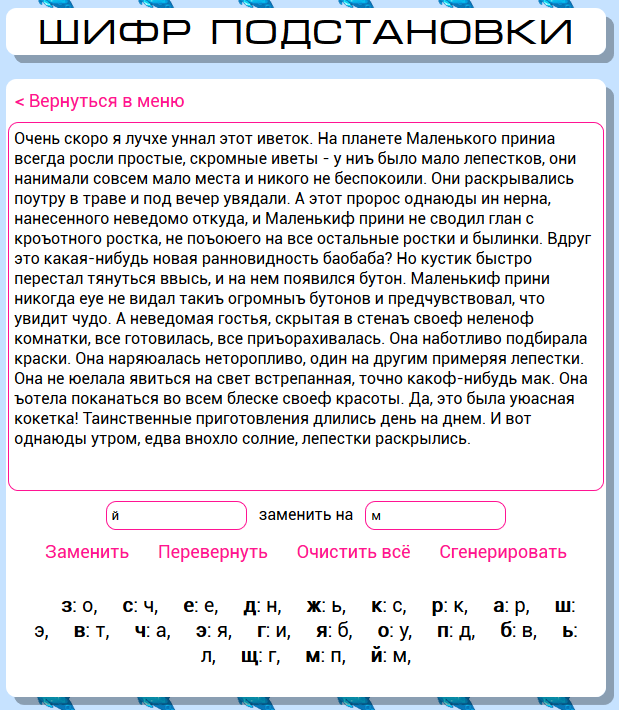 ШИФР ПОДСТАНОВКИ
< Вернуться в меню
Очень скоро я лучхе уннал этот иветок. На планете Маленького приниа
всегда росли простые, скромные иветы - у ниъ было мало лепестков, они
нанимали совсем мало места и никого не беспокоили. Они раскрывались
поутру в траве и под вечер увядали. А этот пророс однаюды ин нерна,
нанесенного неведомо откуда, и Маленькиф прини не сводил глан с
кроъотного ростка, не поъоюего на все остальные ростки и былинки. Вдруг
это какая-нибудь новая ранновидность баобаба? Но кустик быстро
перестал тянуться ввысь, и на нем появился бутон. Маленькиф прини
никогда еуе не видал такиъ огромныъ бутонов и предчувствовал, что
увидит чудо. А неведомая гостья, скрытая в стенаъ своеф неленоф
комнатки, все готовилась, все приъорахивалась. Она наботливо подбирала
краски. Она наряюалась неторопливо, один на другим примеряя лепестки.
Она не юелала явиться на свет встрепанная, точно какоф-нибудь мак. Она
ъотела поканаться во всем блеске своеф красоты. Да, это была уюасная
кокетка! Таинственные приготовления длились день на днем. И вот
однаюды утром, едва внохло солние, лепестки раскрылись.
й заменить на м
Заменить Перевернуть Очистить всё Сгенерировать
з: о, с: ч, е: е, д: н, ж: ь, к: с, р: к, а: р, ш:
э, в: т, ч: а, э: я, г: и, я: б, о: у, п: д, б: в, ь:
л, щ: г, м: п, й: м,